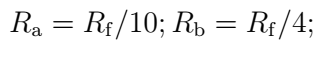 R_a = R_f/10; R_b = R_f/4;